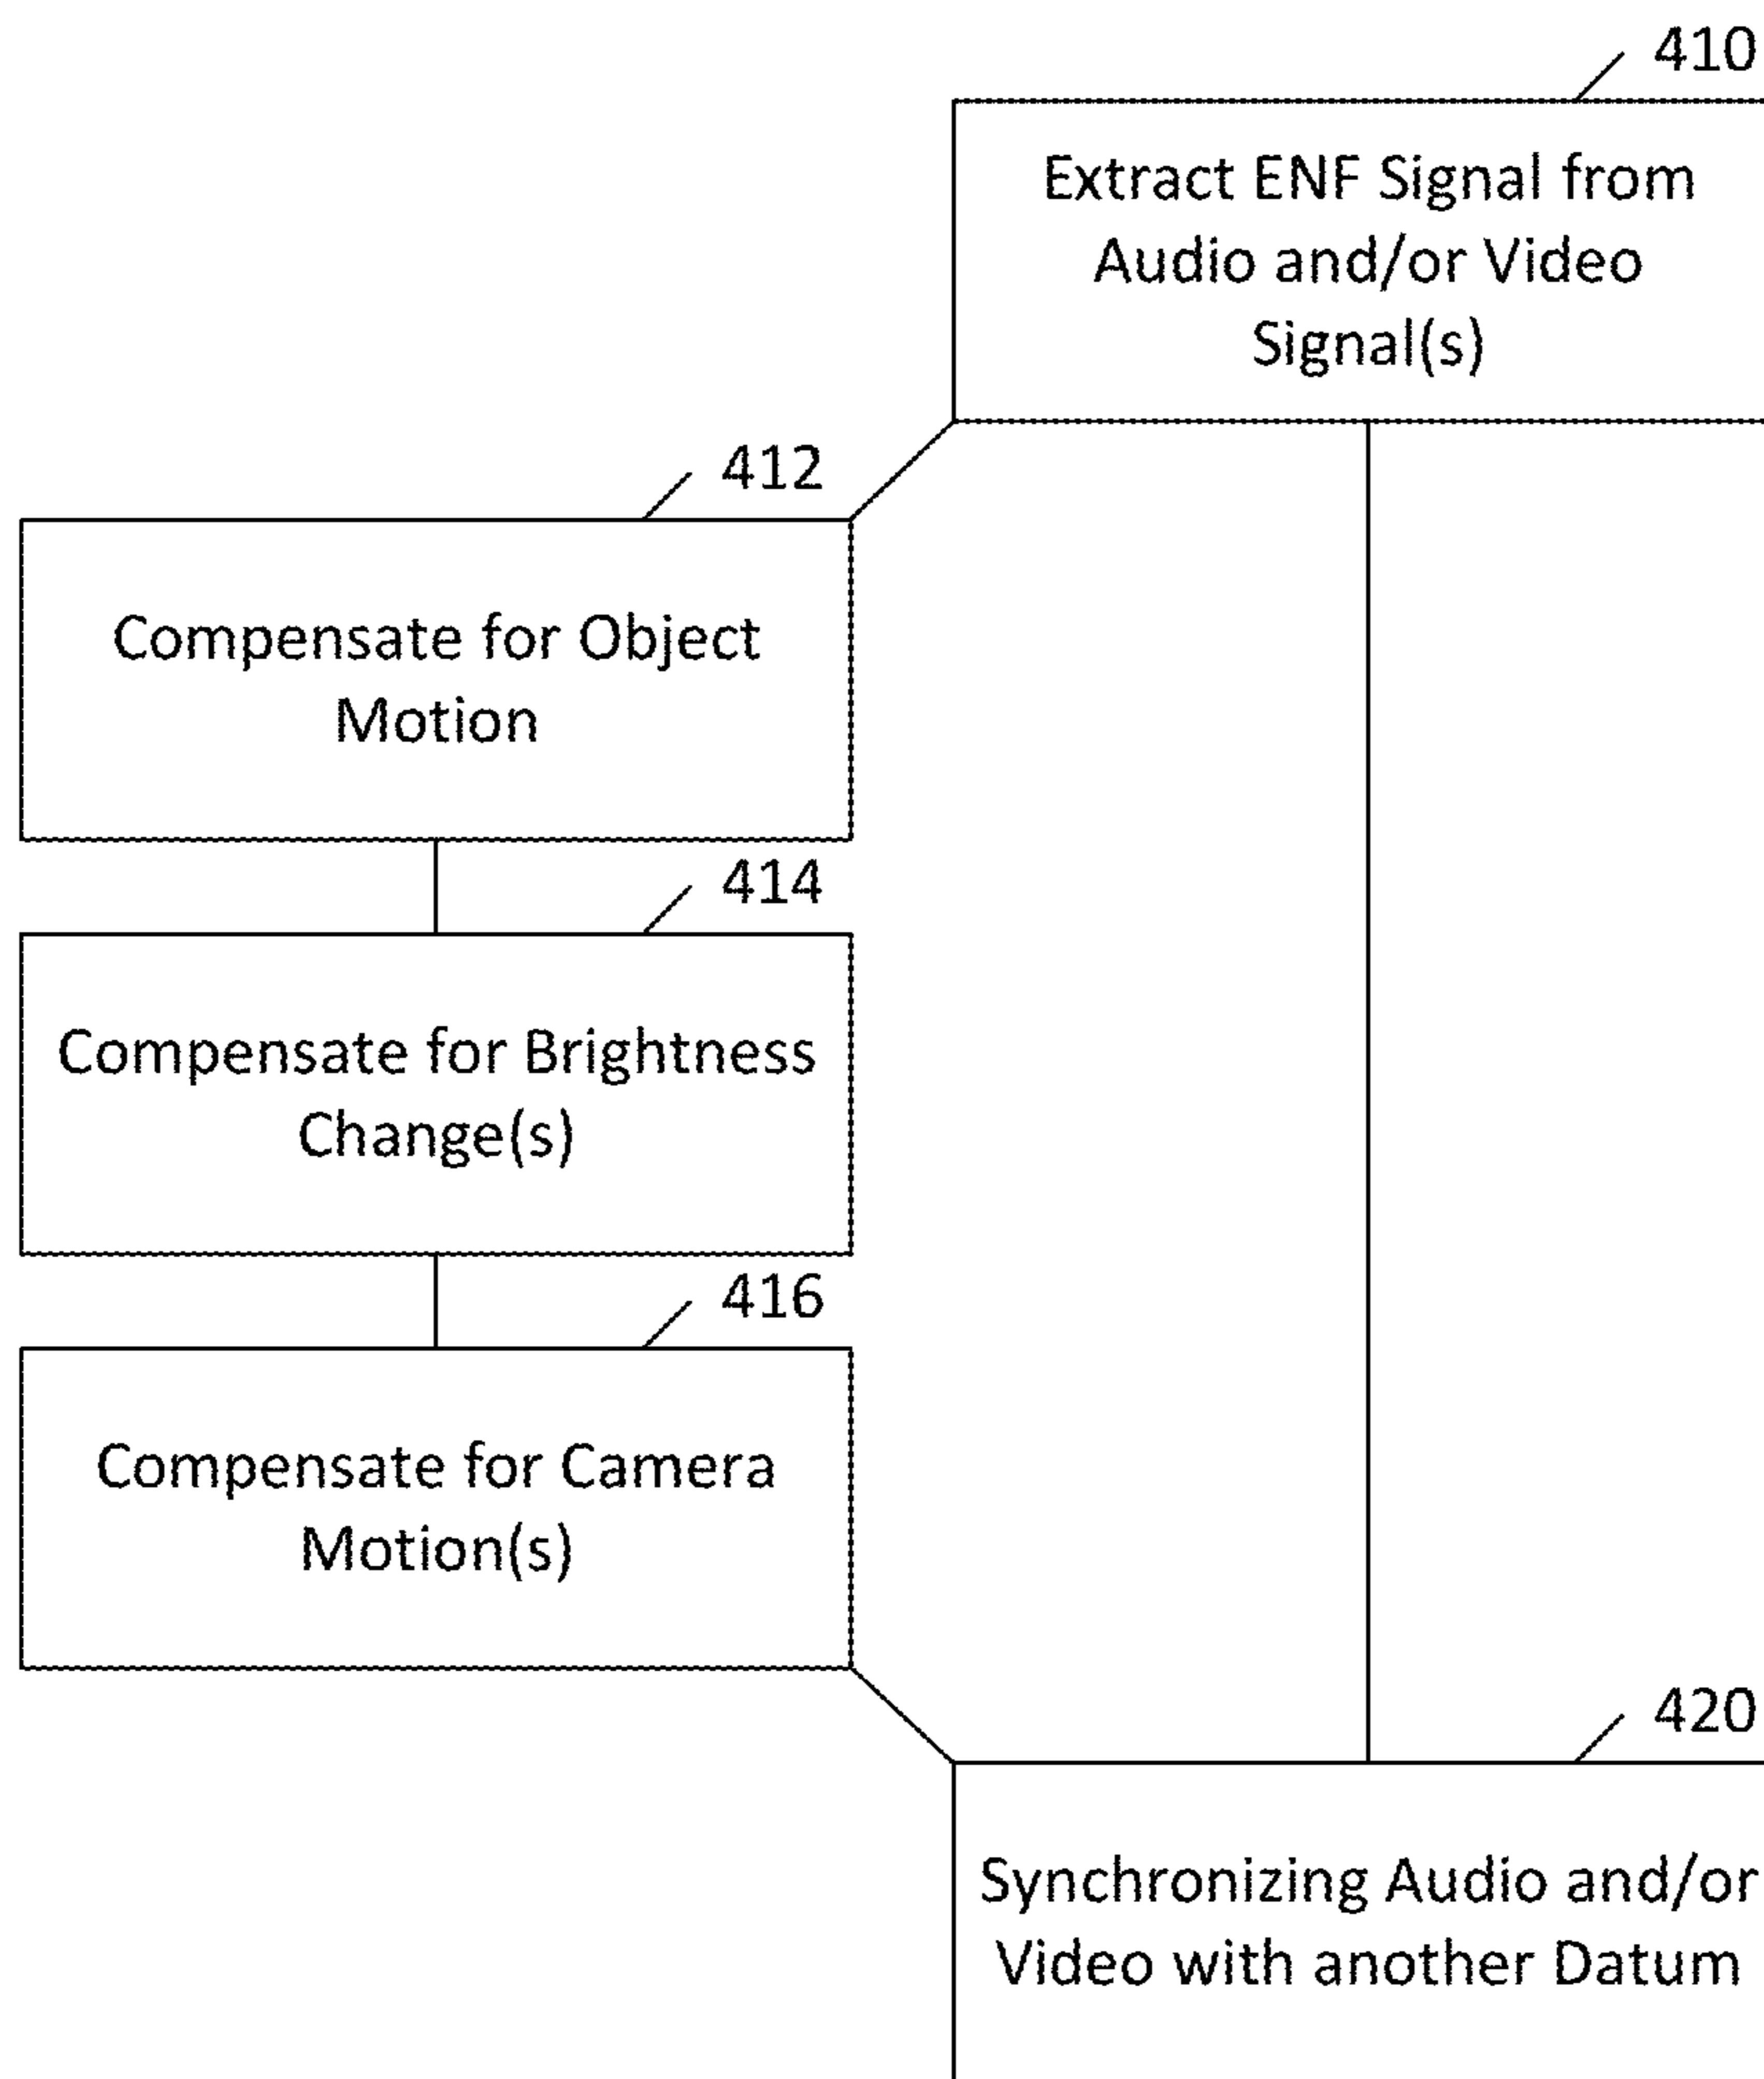 410
Extract ENF Signal from
Audio and/or Video
Signal(s)
412
Compensate for Object
Motion
414
Compensate for Brightness
Change(s)
416
Compensate for Camera
Motion(s)
420
Synchronizing Audio and/or
Video with another Datum